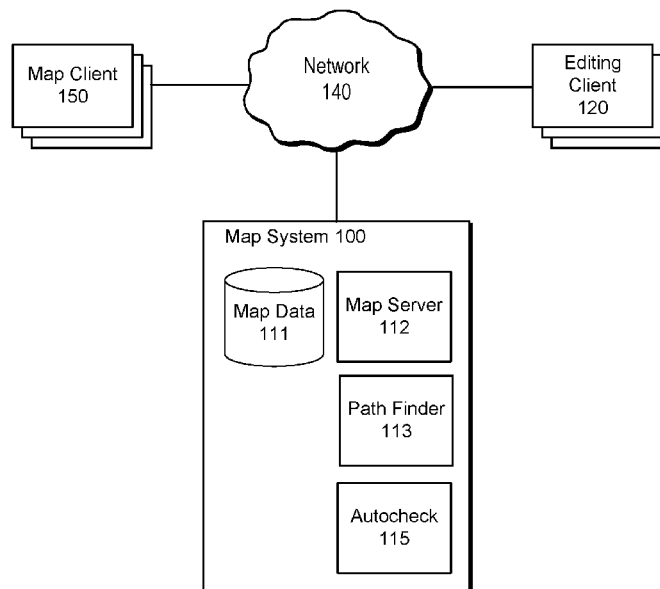 Map Client
150
Network
140
Editing
Client
120
Map System 100
Map Data
111
Map Server
112
Path Finder
113
Autocheck
115